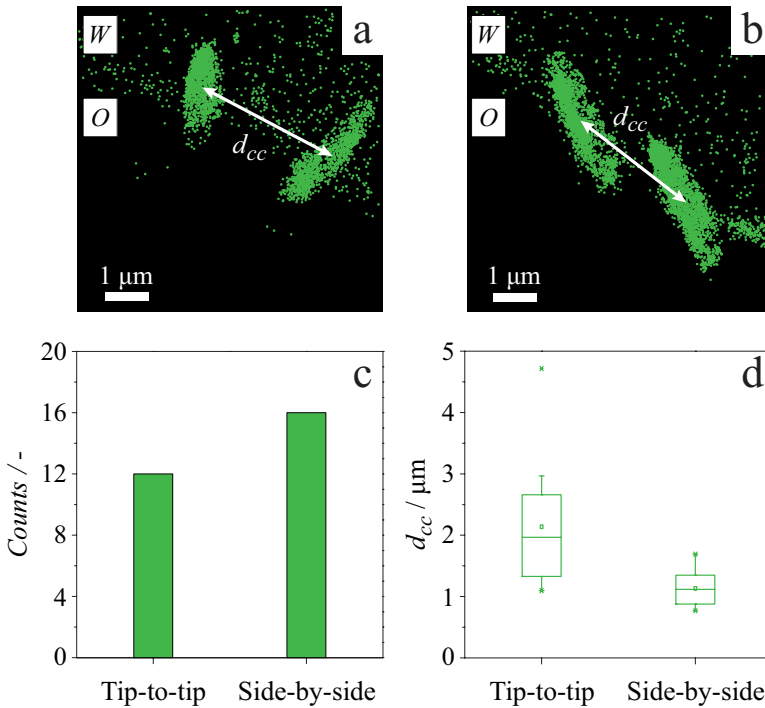 W
a
O
d_cc
1 μm
W
b
O
d_cc
1 μm
c
20
16
12
8
4
0
Counts / -
Tip-to-tip
Side-by-side
d
5
4
3
2
1
0
d_cc / μm
Tip-to-tip
Side-by-side